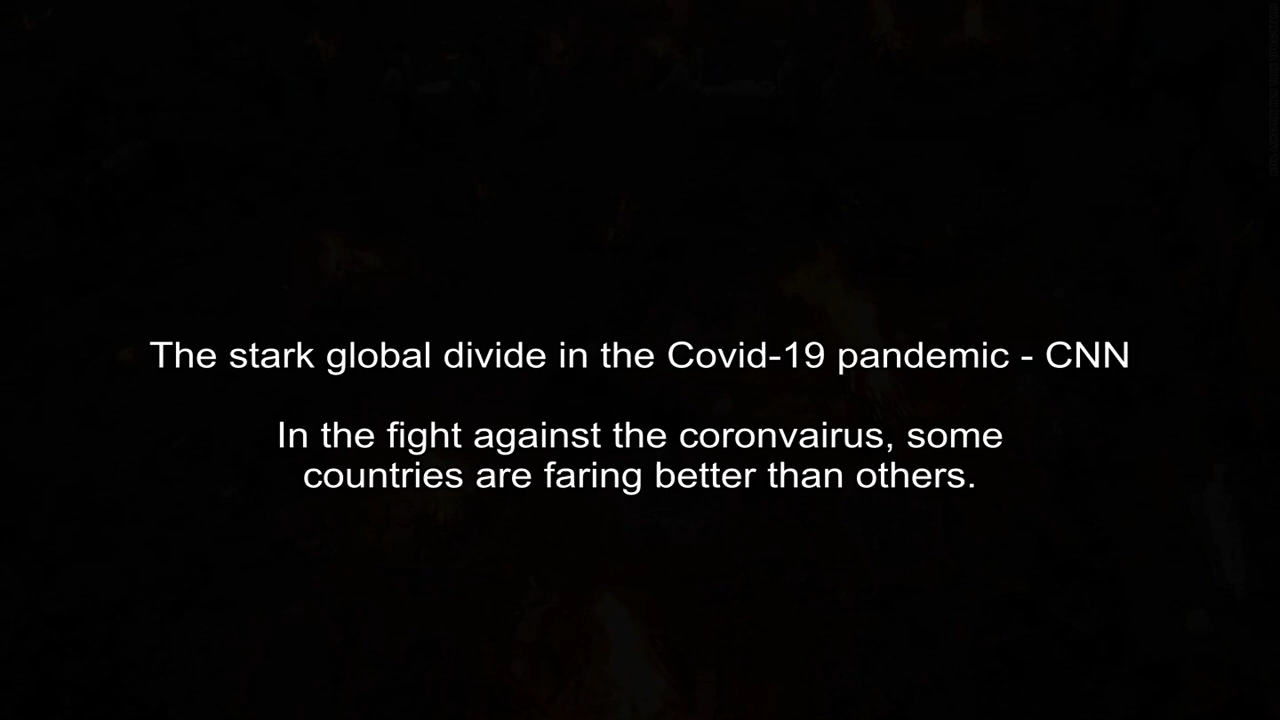 The stark global divide in the Covid-19 pandemic - CNN
In the fight against the coronvairus, some
countries are faring better than others.